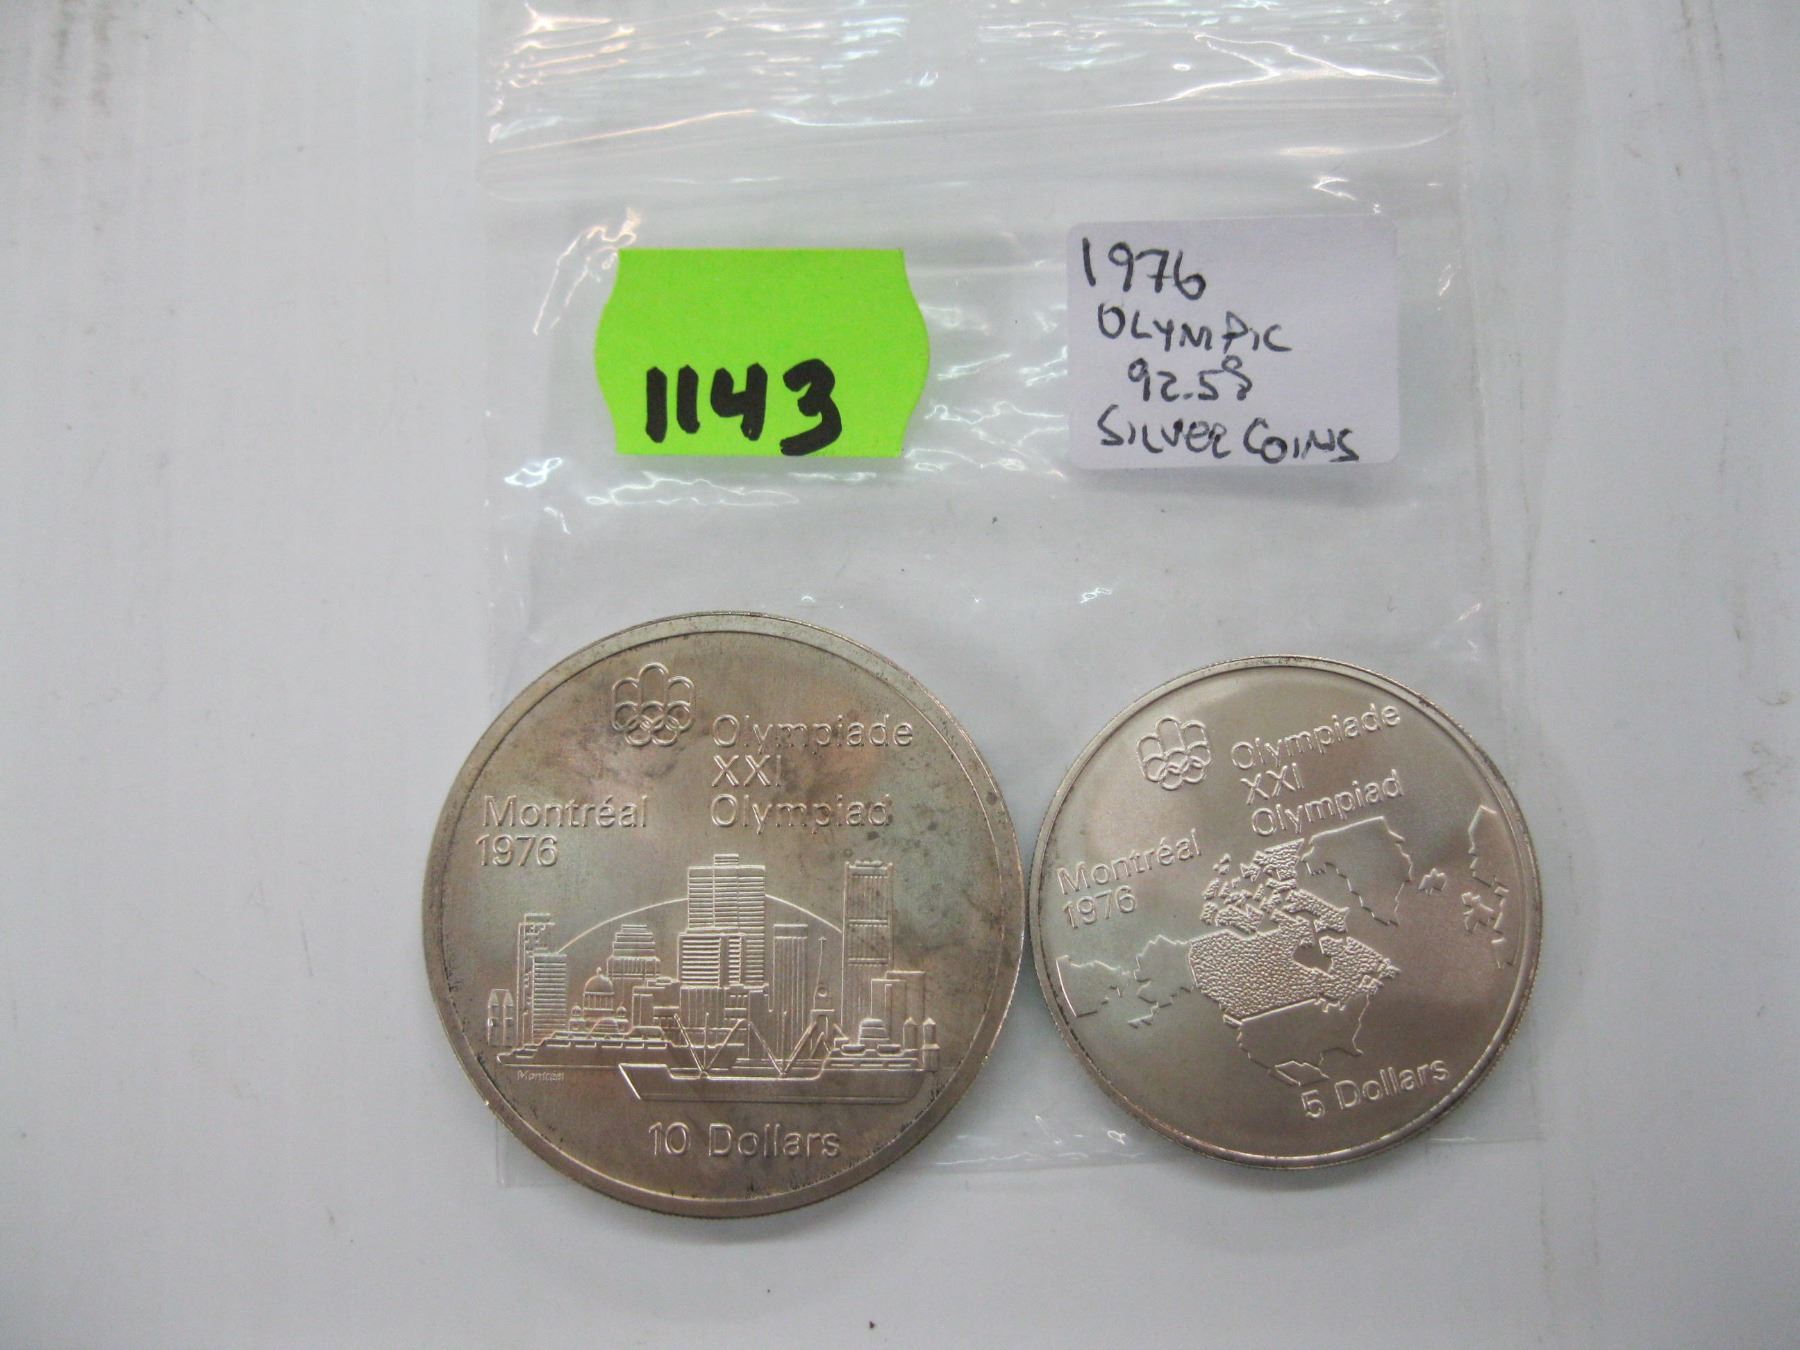 1143
1976
OLYMPIC
92.5%
SILVER COINS
Olympiade
XXI
Olympiad
Montréal
1976
Montréal
10 Dollars
Olympiade
XXI
Olympiad
Montréal
1976
5 Dollars